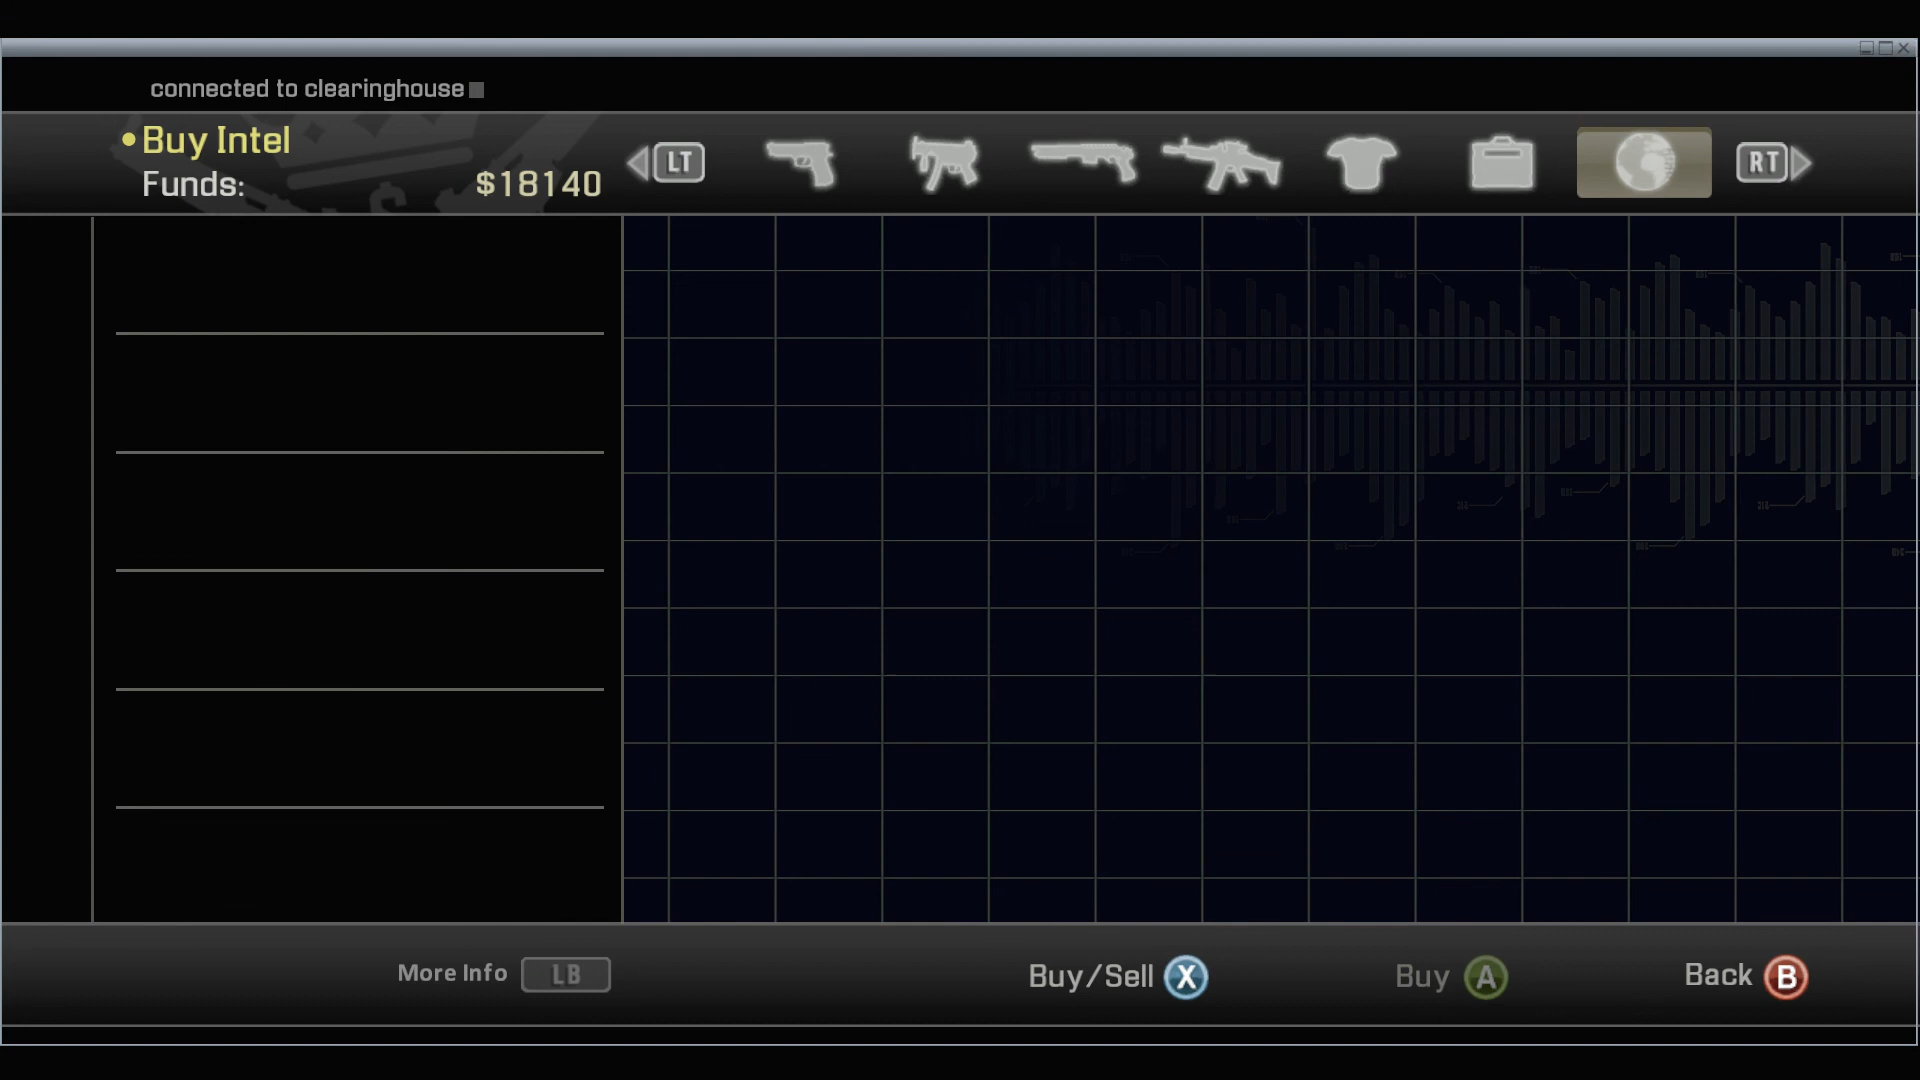 connected to clearinghouse
Buy Intel
Funds: $18140
LT
RT
More Info LB
Buy/Sell X
Buy A
Back B